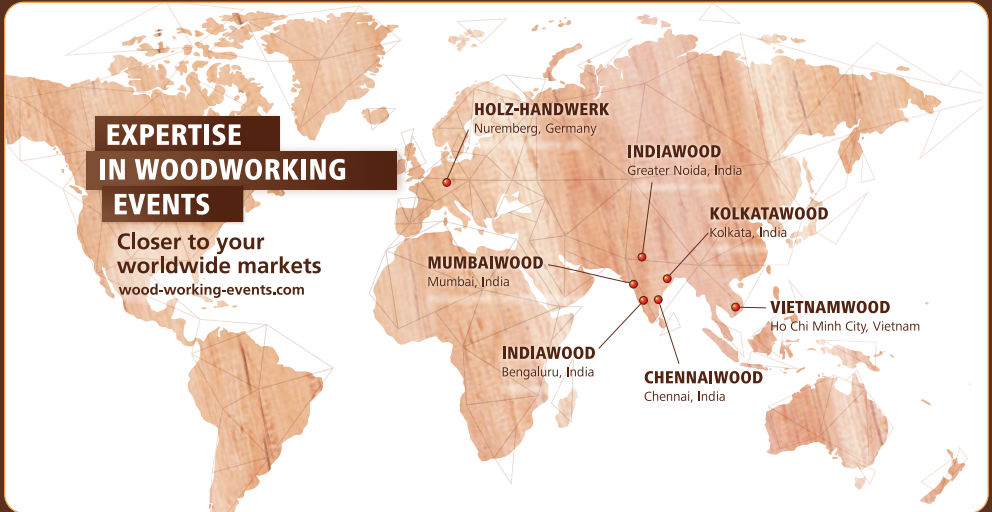 EXPERTISE
IN WOODWORKING
EVENTS
Closer to your
worldwide markets
wood-working-events.com
HOLZ-HANDWERK
Nuremberg, Germany
INDIAWOOD
Greater Noida, India
KOLKATAWOOD
Kolkata, India
MUMBAIWOOD
Mumbai, India
VIETNAMWOOD
Ho Chi Minh City, Vietnam
INDIAWOOD
Bengaluru, India
CHENNAIWOOD
Chennai, India